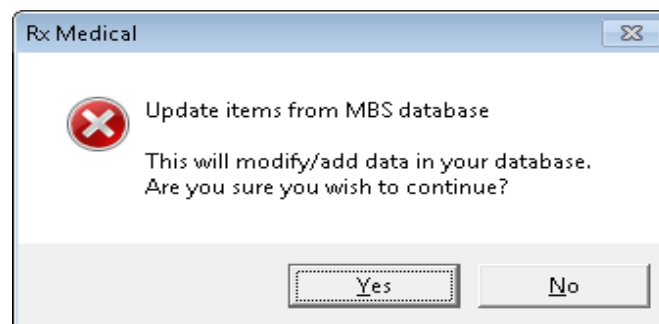 Rx Medical
Update items from MBS database
This will modify/add data in your database.
Are you sure you wish to continue?
Yes
No